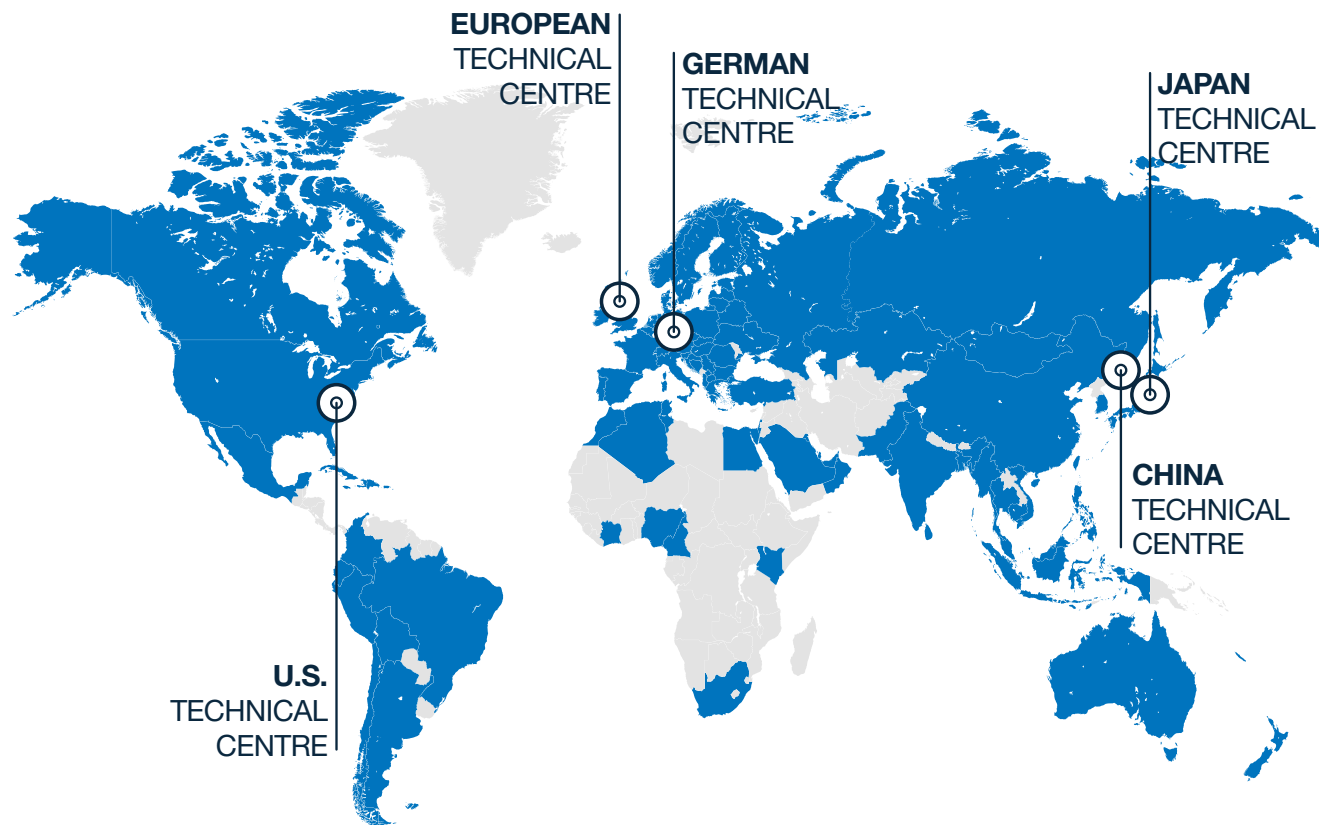 EUROPEAN
TECHNICAL
CENTRE
GERMAN
TECHNICAL
CENTRE
JAPAN
TECHNICAL
CENTRE
CHINA
TECHNICAL
CENTRE
U.S.
TECHNICAL
CENTRE